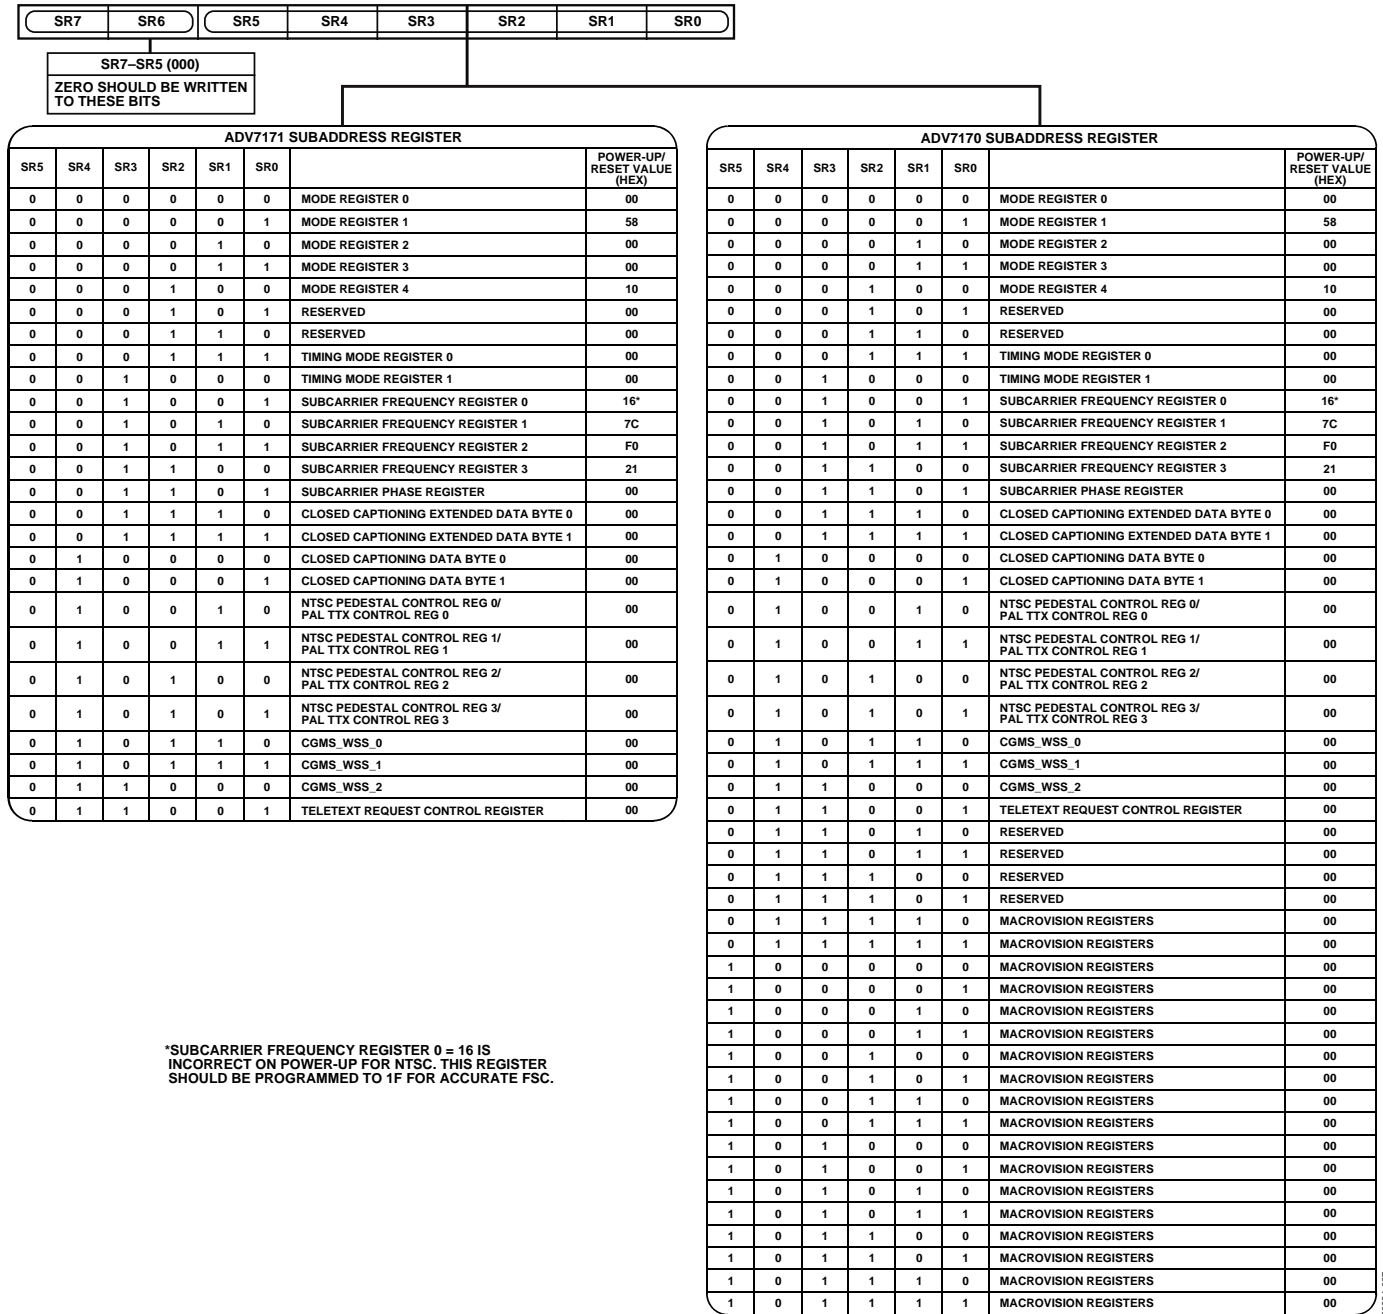 SR7 SR6 SR5 SR4 SR3 SR2 SR1 SR0
SR7–SR5 (000)
ZERO SHOULD BE WRITTEN
TO THESE BITS
ADV7171 SUBADDRESS REGISTER
SR5 SR4 SR3 SR2 SR1 SR0 POWER-UP/
RESET VALUE
(HEX)
0 0 0 0 0 0 MODE REGISTER 0 00
0 0 0 0 0 1 MODE REGISTER 1 58
0 0 0 0 1 0 MODE REGISTER 2 00
0 0 0 0 1 1 MODE REGISTER 3 00
0 0 0 1 0 0 MODE REGISTER 4 10
0 0 0 1 0 1 RESERVED 00
0 0 0 1 1 0 RESERVED 00
0 0 0 1 1 1 TIMING MODE REGISTER 0 00
0 0 1 0 0 0 TIMING MODE REGISTER 1 00
0 0 1 0 0 1 SUBCARRIER FREQUENCY REGISTER 0 16*
0 0 1 0 1 0 SUBCARRIER FREQUENCY REGISTER 1 7C
0 0 1 0 1 1 SUBCARRIER FREQUENCY REGISTER 2 F0
0 0 1 1 0 0 SUBCARRIER FREQUENCY REGISTER 3 21
0 0 1 1 0 1 SUBCARRIER PHASE REGISTER 00
0 0 1 1 1 0 CLOSED CAPTIONING EXTENDED DATA BYTE 0 00
0 0 1 1 1 1 CLOSED CAPTIONING EXTENDED DATA BYTE 1 00
0 1 0 0 0 0 CLOSED CAPTIONING DATA BYTE 0 00
0 1 0 0 0 1 CLOSED CAPTIONING DATA BYTE 1 00
0 1 0 0 1 0 NTSC PEDESTAL CONTROL REG 0/
PAL TTX CONTROL REG 0 00
0 1 0 0 1 1 NTSC PEDESTAL CONTROL REG 1/
PAL TTX CONTROL REG 1 00
0 1 0 1 0 0 NTSC PEDESTAL CONTROL REG 2/
PAL TTX CONTROL REG 2 00
0 1 0 1 0 1 NTSC PEDESTAL CONTROL REG 3/
PAL TTX CONTROL REG 3 00
0 1 0 1 1 0 CGMS_WSS_0 00
0 1 0 1 1 1 CGMS_WSS_1 00
0 1 1 0 0 0 CGMS_WSS_2 00
0 1 1 0 0 1 TELETEXT REQUEST CONTROL REGISTER 00
*SUBCARRIER FREQUENCY REGISTER 0 = 16 IS
INCORRECT ON POWER-UP FOR NTSC. THIS REGISTER
SHOULD BE PROGRAMMED TO 1F FOR ACCURATE FSC.
ADV7170 SUBADDRESS REGISTER
SR5 SR4 SR3 SR2 SR1 SR0 POWER-UP/
RESET VALUE
(HEX)
0 0 0 0 0 0 MODE REGISTER 0 00
0 0 0 0 0 1 MODE REGISTER 1 58
0 0 0 0 1 0 MODE REGISTER 2 00
0 0 0 0 1 1 MODE REGISTER 3 00
0 0 0 1 0 0 MODE REGISTER 4 10
0 0 0 1 0 1 RESERVED 00
0 0 0 1 1 0 RESERVED 00
0 0 0 1 1 1 TIMING MODE REGISTER 0 00
0 0 1 0 0 0 TIMING MODE REGISTER 1 00
0 0 1 0 0 1 SUBCARRIER FREQUENCY REGISTER 0 16*
0 0 1 0 1 0 SUBCARRIER FREQUENCY REGISTER 1 7C
0 0 1 0 1 1 SUBCARRIER FREQUENCY REGISTER 2 F0
0 0 1 1 0 0 SUBCARRIER FREQUENCY REGISTER 3 21
0 0 1 1 0 1 SUBCARRIER PHASE REGISTER 00
0 0 1 1 1 0 CLOSED CAPTIONING EXTENDED DATA BYTE 0 00
0 0 1 1 1 1 CLOSED CAPTIONING EXTENDED DATA BYTE 1 00
0 1 0 0 0 0 CLOSED CAPTIONING DATA BYTE 0 00
0 1 0 0 0 1 CLOSED CAPTIONING DATA BYTE 1 00
0 1 0 0 1 0 NTSC PEDESTAL CONTROL REG 0/
PAL TTX CONTROL REG 0 00
0 1 0 0 1 1 NTSC PEDESTAL CONTROL REG 1/
PAL TTX CONTROL REG 1 00
0 1 0 1 0 0 NTSC PEDESTAL CONTROL REG 2/
PAL TTX CONTROL REG 2 00
0 1 0 1 0 1 NTSC PEDESTAL CONTROL REG 3/
PAL TTX CONTROL REG 3 00
0 1 0 1 1 0 CGMS_WSS_0 00
0 1 0 1 1 1 CGMS_WSS_1 00
0 1 1 0 0 0 CGMS_WSS_2 00
0 1 1 0 0 1 TELETEXT REQUEST CONTROL REGISTER 00
0 1 1 0 1 0 RESERVED 00
0 1 1 0 1 1 RESERVED 00
0 1 1 1 0 0 RESERVED 00
0 1 1 1 0 1 RESERVED 00
0 1 1 1 1 0 MACROVISION REGISTERS 00
0 1 1 1 1 1 MACROVISION REGISTERS 00
1 0 0 0 0 0 MACROVISION REGISTERS 00
1 0 0 0 0 1 MACROVISION REGISTERS 00
1 0 0 0 1 0 MACROVISION REGISTERS 00
1 0 0 0 1 1 MACROVISION REGISTERS 00
1 0 0 1 0 0 MACROVISION REGISTERS 00
1 0 0 1 0 1 MACROVISION REGISTERS 00
1 0 0 1 1 0 MACROVISION REGISTERS 00
1 0 0 1 1 1 MACROVISION REGISTERS 00
1 0 1 0 0 0 MACROVISION REGISTERS 00
1 0 1 0 0 1 MACROVISION REGISTERS 00
1 0 1 0 1 0 MACROVISION REGISTERS 00
1 0 1 0 1 1 MACROVISION REGISTERS 00
1 0 1 1 0 0 MACROVISION REGISTERS 00
1 0 1 1 0 1 MACROVISION REGISTERS 00
1 0 1 1 1 0 MACROVISION REGISTERS 00
1 0 1 1 1 1 MACROVISION REGISTERS 00